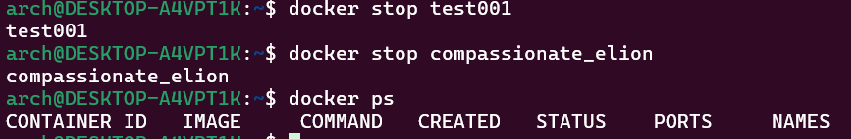 arch@DESKTOP-A4VPT1K:~$ docker stop test001
test001
arch@DESKTOP-A4VPT1K:~$ docker stop compassionate_elion
compassionate_elion
arch@DESKTOP-A4VPT1K:~$ docker ps
CONTAINER ID   IMAGE     COMMAND   CREATED   STATUS    PORTS     NAMES
arch@DESKTOP-A4VPT1K:~$